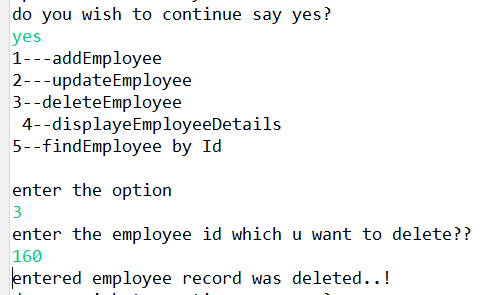 do you wish to continue say yes?
yes
1---addEmployee
2---updateEmployee
3--deleteEmployee
4--displayeEmployeeDetails
5--findEmployee by Id
enter the option
3
enter the employee id which u want to delete??
160
entered employee record was deleted..!